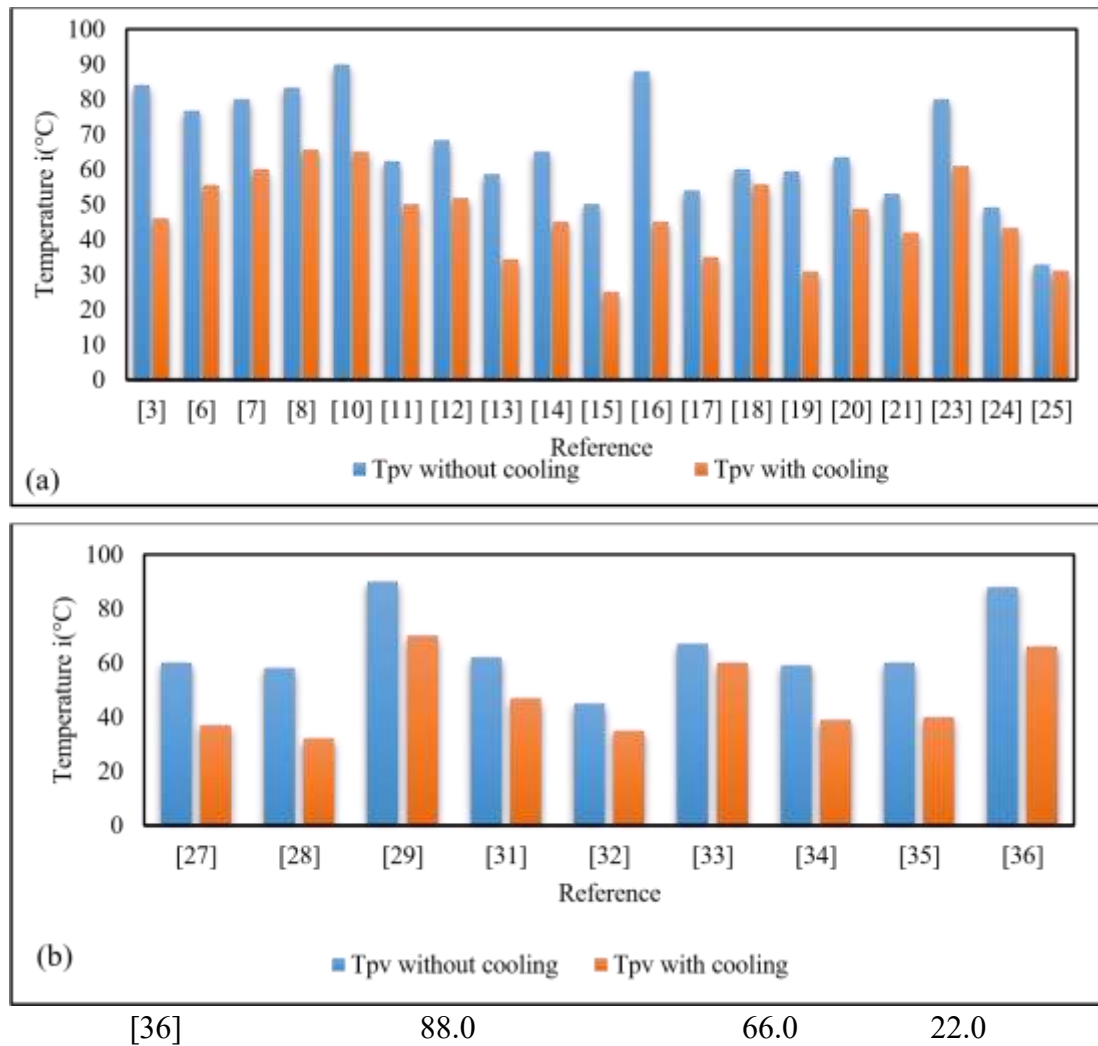 100
90
80
70
60
50
40
30
20
10
0
Temperature i(°C)
[3] [6] [7] [8] [10] [11] [12] [13] [14] [15] [16] [17] [18] [19] [20] [21] [23] [24] [25]
Reference
Tpv without cooling Tpv with cooling
(a)
100
80
60
40
20
0
Temperature i(°C)
[27] [28] [29] [31] [32] [33] [34] [35] [36]
Reference
(b)
Tpv without cooling Tpv with cooling
[36] 88.0 66.0 22.0